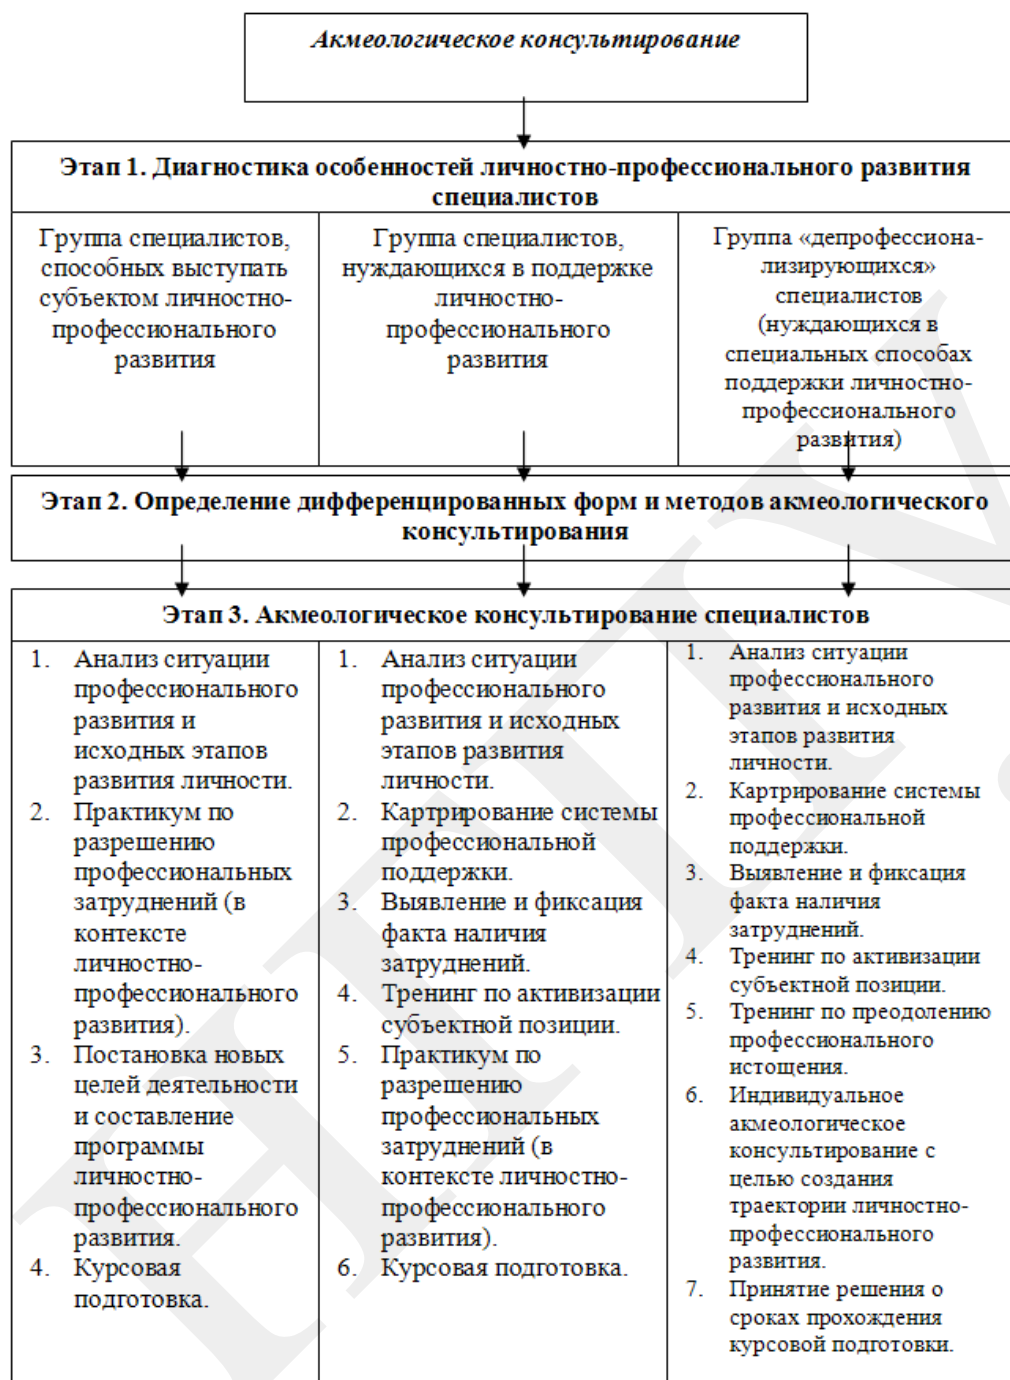 Акмеологическое консультирование
Этап 1. Диагностика особенностей личностно-профессионального развития
специалистов
Группа специалистов,
способных выступать
субъектом личностно-
профессионального
развития
Группа специалистов,
нуждающихся в поддержке
личностно-
профессионального
развития
Группа «депрофессиона-
лизирующихся»
специалистов
(нуждающихся в
специальных способах
поддержки личностно-
профессионального
развития)
Этап 2. Определение дифференцированных форм и методов акмеологического
консультирования
Этап 3. Акмеологическое консультирование специалистов
1. Анализ ситуации
профессионального
развития и
исходных этапов
развития личности.
2. Практикум по
разрешению
профессиональных
затруднений (в
контексте
личностно-
профессионального
развития).
3. Постановка новых
целей деятельности
и составление
программы
личностно-
профессионального
развития.
4. Курсовая
подготовка.
1. Анализ ситуации
профессионального
развития и исходных
этапов развития
личности.
2. Картрирование системы
профессиональной
поддержки.
3. Выявление и фиксация
факта наличия
затруднений.
4. Тренинг по активизации
субъектной позиции.
5. Практикум по
разрешению
профессиональных
затруднений (в
контексте личностно-
профессионального
развития).
6. Курсовая подготовка.
1. Анализ ситуации
профессионального
развития и исходных
этапов развития
личности.
2. Картрирование системы
профессиональной
поддержки.
3. Выявление и фиксация
факта наличия
затруднений.
4. Тренинг по активизации
субъектной позиции.
5. Тренинг по преодолению
профессионального
истощения.
6. Индивидуальное
акмеологическое
консультирование с
целью создания
траектории личностно-
профессионального
развития.
7. Принятие решения о
сроках прохождения
курсовой подготовки.